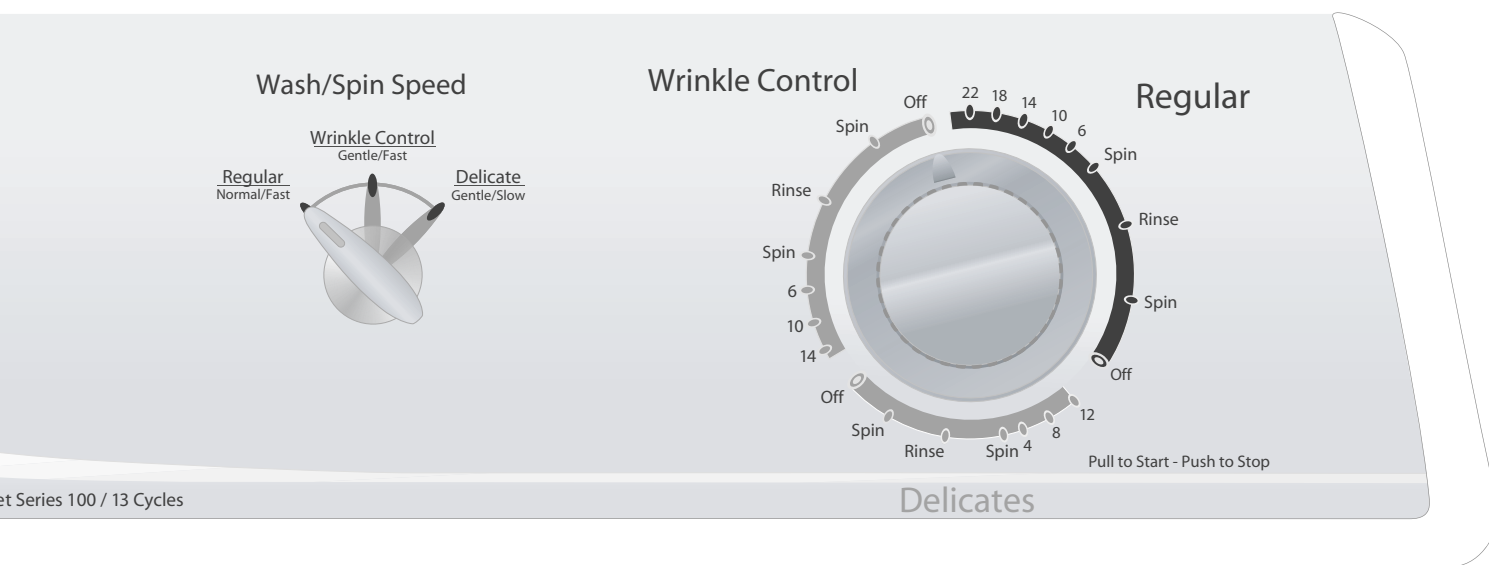 Wash/Spin Speed
Wrinkle Control
Gentle/Fast
Regular
Normal/Fast
Delicate
Gentle/Slow
Wrinkle Control
Regular
Off
Spin
Rinse
Spin
6
10
14
22
18
14
10
6
Spin
Rinse
Spin
Off
12
8
4
Spin
Rinse
Spin
Off
Pull to Start - Push to Stop
Delicates
Series 100 / 13 Cycles